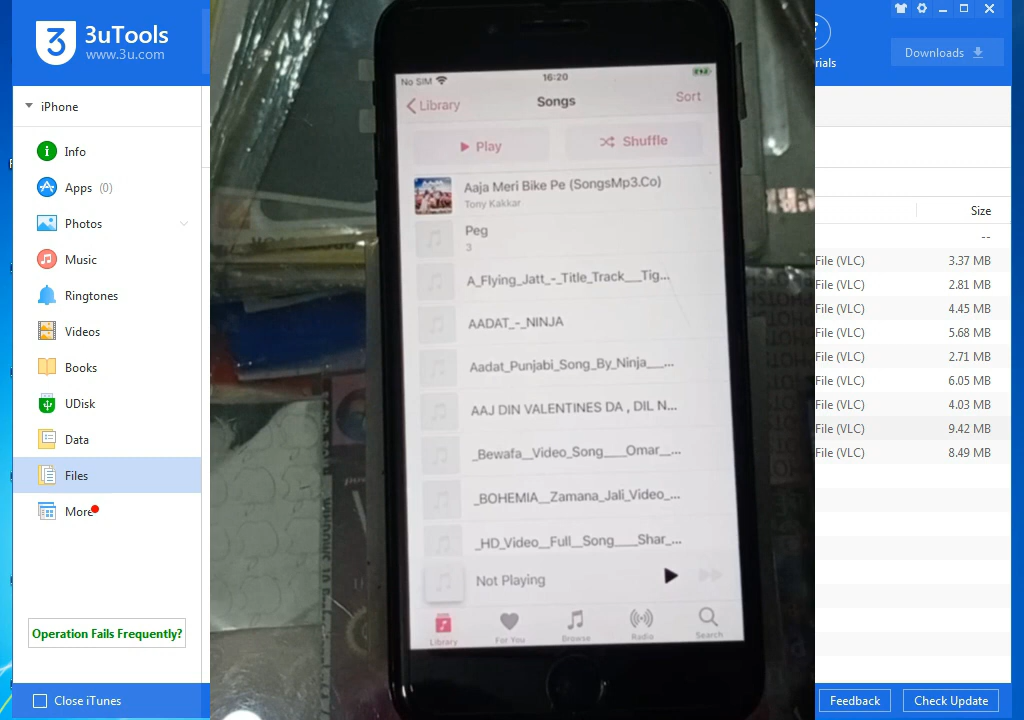 3 3uTools
www.3u.com
rials
Downloads
iPhone
Info
Apps (0)
Photos
Music
Ringtones
Videos
Books
UDisk
Data
Files
More
Operation Fails Frequently?
Close iTunes
No SIM 16:20
Library Songs Sort
Play Shuffle
Aaja Meri Bike Pe (SongsMp3.Co)
Tony Kakkar
Peg
3
A_Flying_Jatt_-_Title_Track___Tig...
AADAT_-_NINJA
Aadat_Punjabi_Song_By_Ninja___...
AAJ DIN VALENTINES DA , DIL N...
_Bewafa__Video_Song____Omar__...
_BOHEMIA__Zamana_Jali_Video_...
_HD_Video__Full__Song____Shar_...
Not Playing
Library For You Browse Radio Search
Size
--
File (VLC) 3.37 MB
File (VLC) 2.81 MB
File (VLC) 4.45 MB
File (VLC) 5.68 MB
File (VLC) 2.71 MB
File (VLC) 6.05 MB
File (VLC) 4.03 MB
File (VLC) 9.42 MB
File (VLC) 8.49 MB
Feedback Check Update